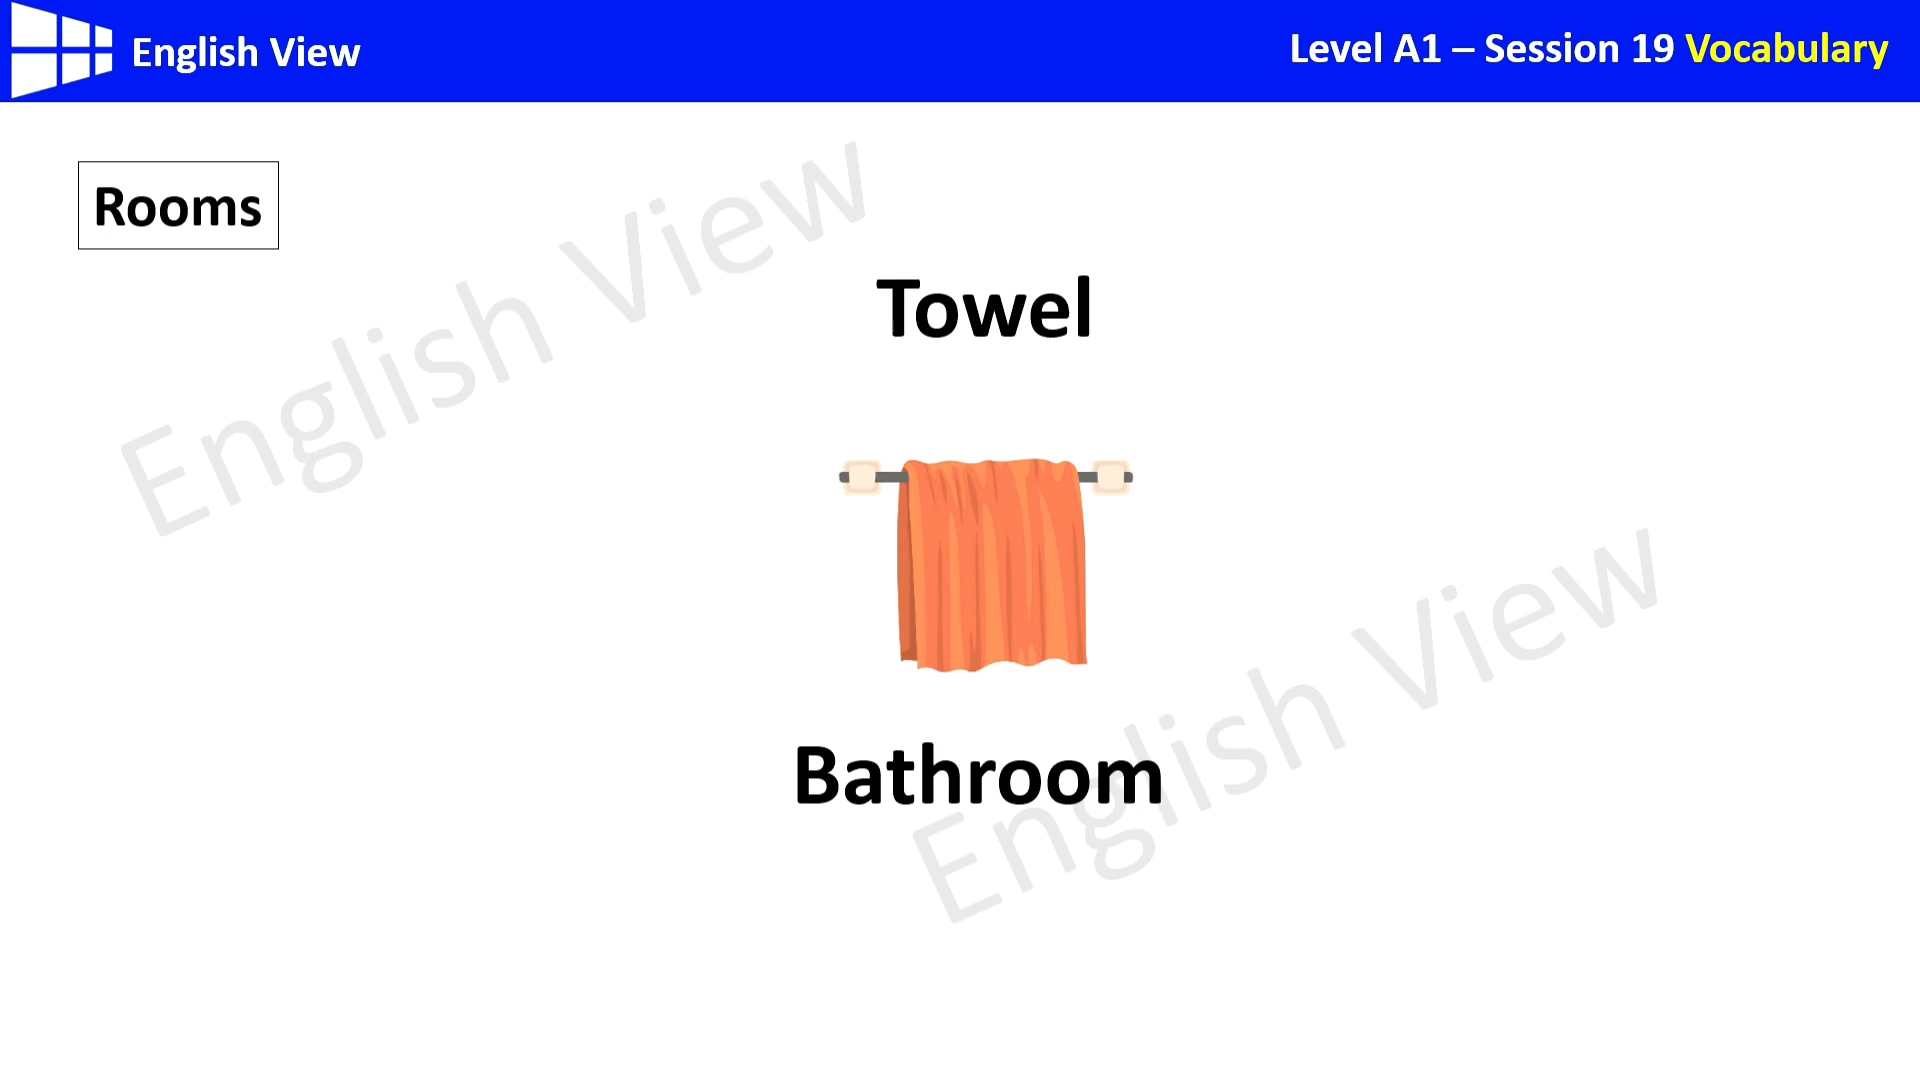 English View
Level A1 – Session 19 Vocabulary
Rooms
English View
Towel
Bathroom
English View